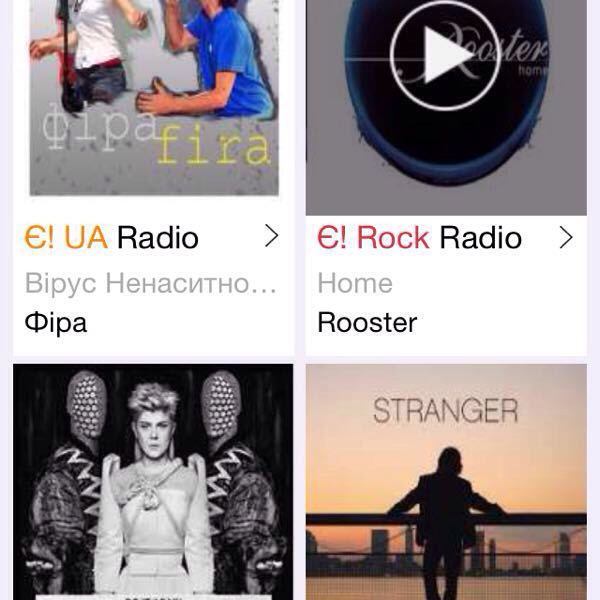 фіра
fira
Rooster
home
Є! UA Radio
Є! Rock Radio
Вірус Ненаситно...
Home
Фіра
Rooster
STRANGER